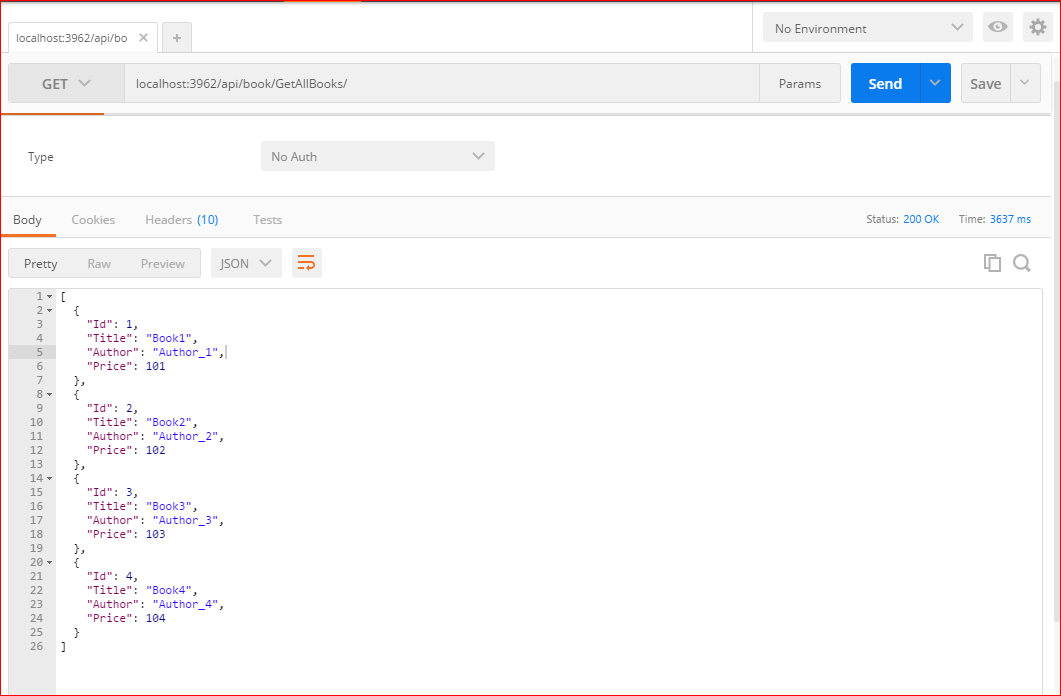 localhost:3962/api/bo ✕ +
No Environment
GET localhost:3962/api/book/GetAllBooks/ Params Send Save
Type No Auth
Body Cookies Headers (10) Tests Status: 200 OK Time: 3637 ms
Pretty Raw Preview JSON
1 [
2 {
3 "Id": 1,
4 "Title": "Book1",
5 "Author": "Author_1",
6 "Price": 101
7 },
8 {
9 "Id": 2,
10 "Title": "Book2",
11 "Author": "Author_2",
12 "Price": 102
13 },
14 {
15 "Id": 3,
16 "Title": "Book3",
17 "Author": "Author_3",
18 "Price": 103
19 },
20 {
21 "Id": 4,
22 "Title": "Book4",
23 "Author": "Author_4",
24 "Price": 104
25 }
26 ]